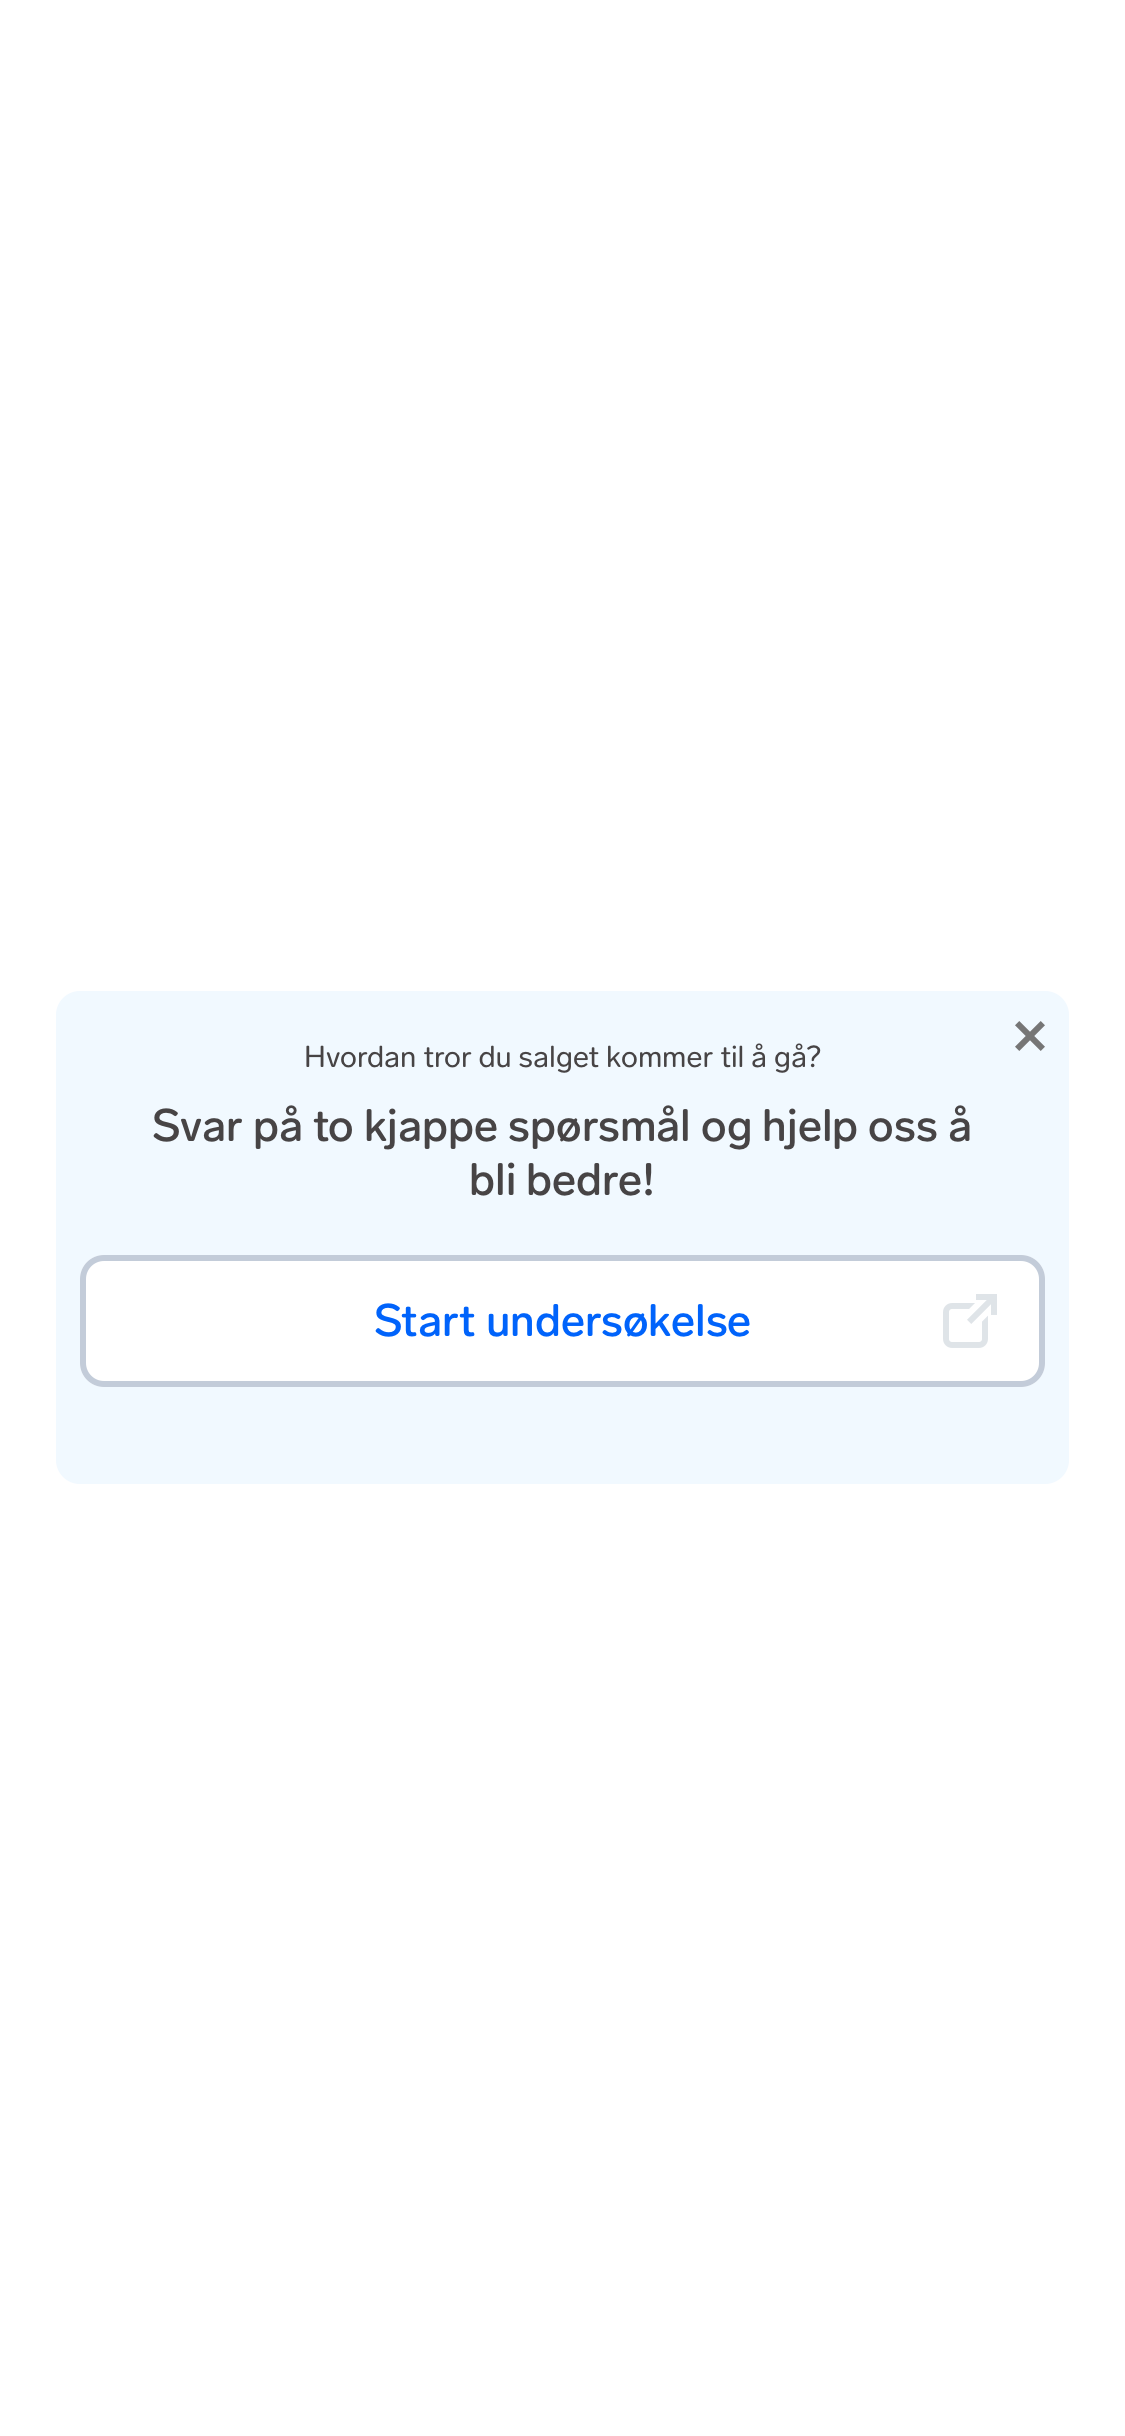 Hvordan tror du salget kommer til å gå?
Svar på to kjappe spørsmål og hjelp oss å
bli bedre!
Start undersøkelse